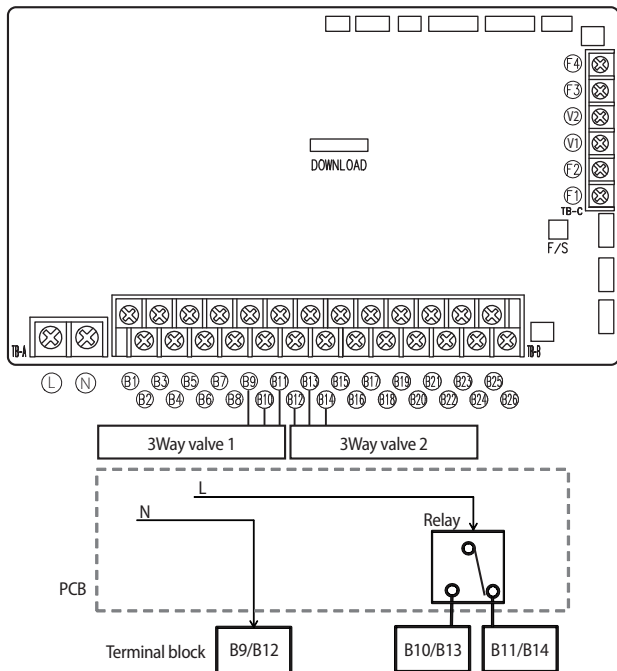 F4
F3
V2
V1
F2
F1
TB-C
DOWNLOAD
F/S
TB-A
TB-B
L N B1 B3 B5 B7 B9 B11 B13 B15 B17 B19 B21 B23 B25
B2 B4 B6 B8 B10 B12 B14 B16 B18 B20 B22 B24 B26
3Way valve 1 3Way valve 2
L
N
Relay
PCB
Terminal block B9/B12 B10/B13 B11/B14